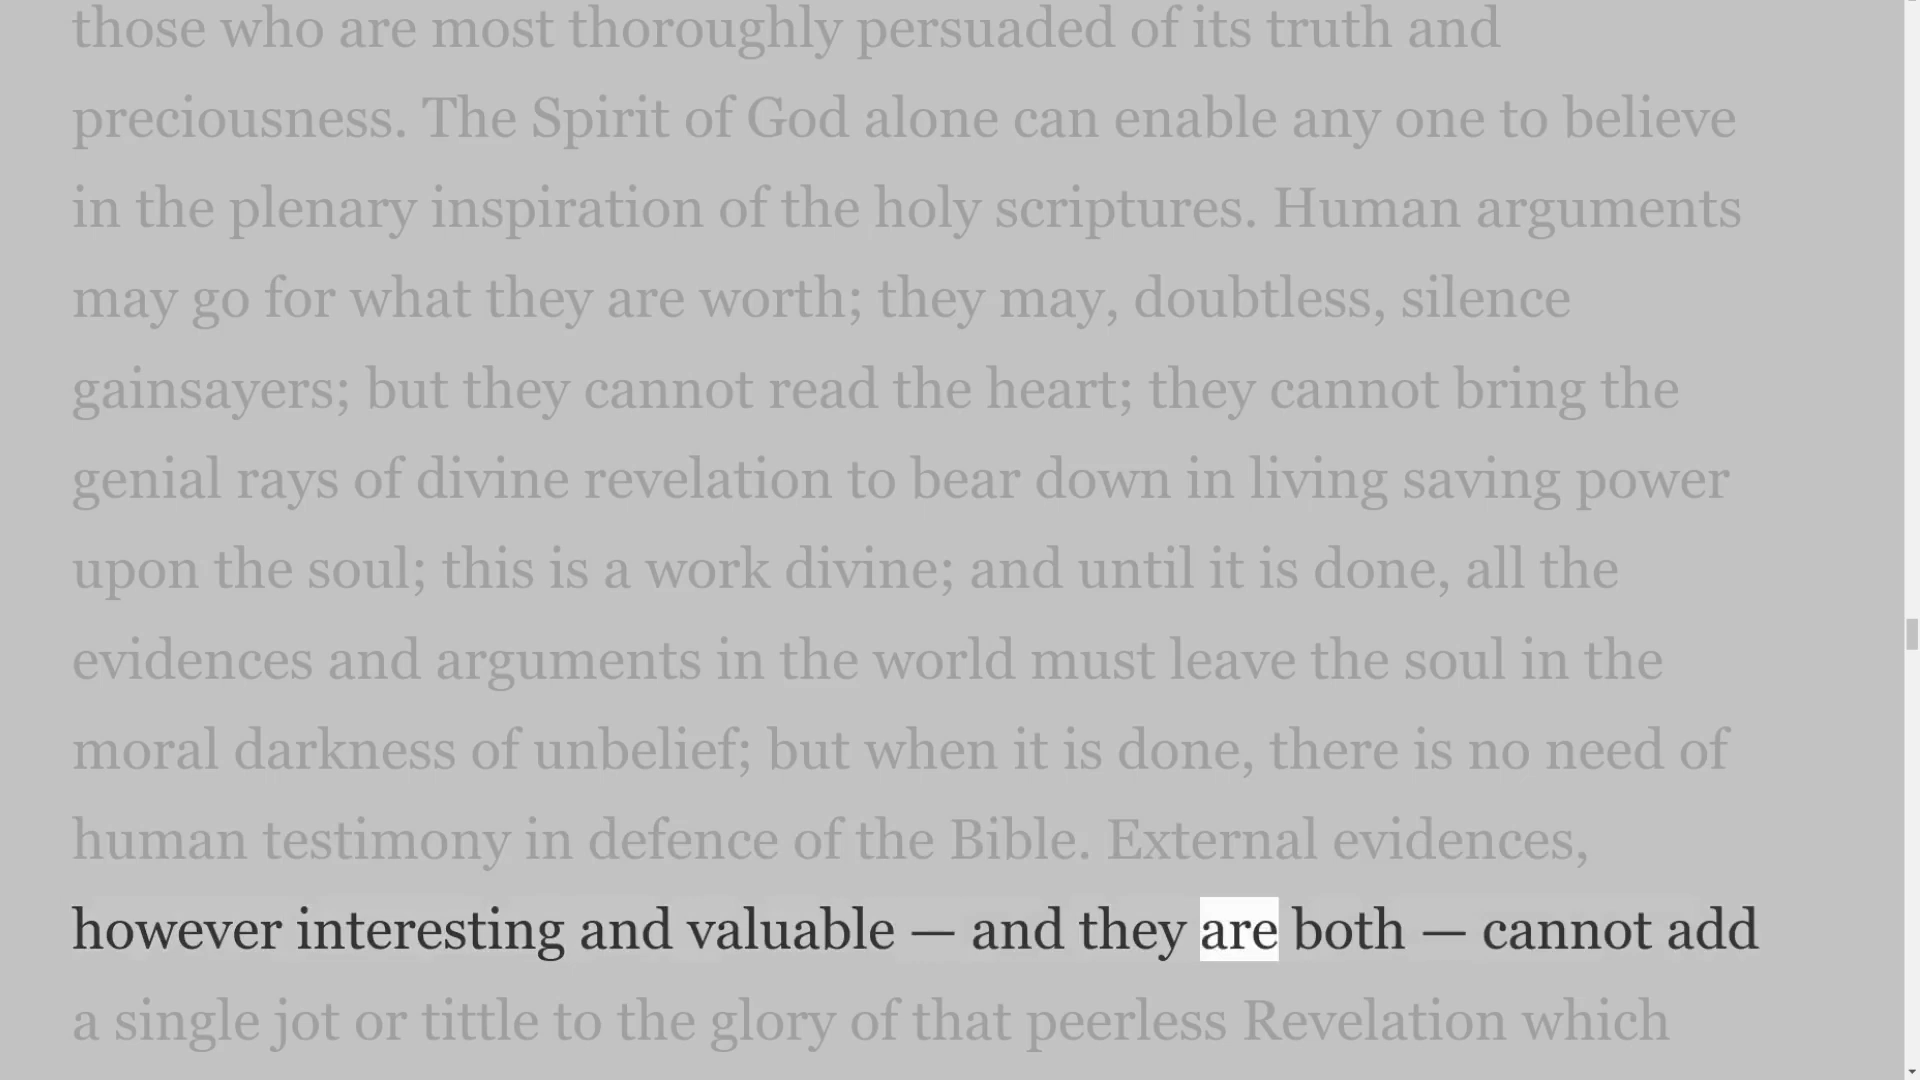 those who are most thoroughly persuaded of its truth and
preciousness. The Spirit of God alone can enable any one to believe
in the plenary inspiration of the holy scriptures. Human arguments
may go for what they are worth; they may, doubtless, silence
gainsayers; but they cannot read the heart; they cannot bring the
genial rays of divine revelation to bear down in living saving power
upon the soul; this is a work divine; and until it is done, all the
evidences and arguments in the world must leave the soul in the
moral darkness of unbelief; but when it is done, there is no need of
human testimony in defence of the Bible. External evidences,
however interesting and valuable — and they are both — cannot add
a single jot or tittle to the glory of that peerless Revelation which